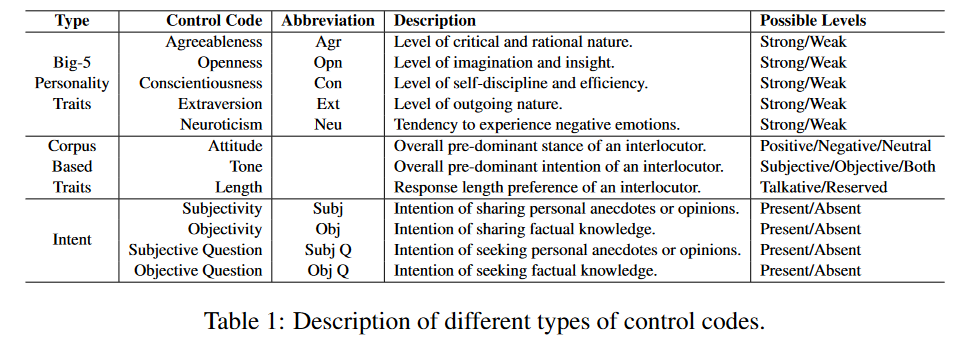 Type Control Code Abbreviation Description Possible Levels
Agreeableness Agr Level of critical and rational nature. Strong/Weak
Big-5 Openness Opn Level of imagination and insight. Strong/Weak
Personality Conscientiousness Con Level of self-discipline and efficiency. Strong/Weak
Traits Extraversion Ext Level of outgoing nature. Strong/Weak
Neuroticism Neu Tendency to experience negative emotions. Strong/Weak
Corpus Attitude Overall pre-dominant stance of an interlocutor. Positive/Negative/Neutral
Based Tone Overall pre-dominant intention of an interlocutor. Subjective/Objective/Both
Traits Length Response length preference of an interlocutor. Talkative/Reserved
Subjectivity Subj Intention of sharing personal anecdotes or opinions. Present/Absent
Intent Objectivity Obj Intention of sharing factual knowledge. Present/Absent
Subjective Question Subj Q Intention of seeking personal anecdotes or opinions. Present/Absent
Objective Question Obj Q Intention of seeking factual knowledge. Present/Absent
Table 1: Description of different types of control codes.